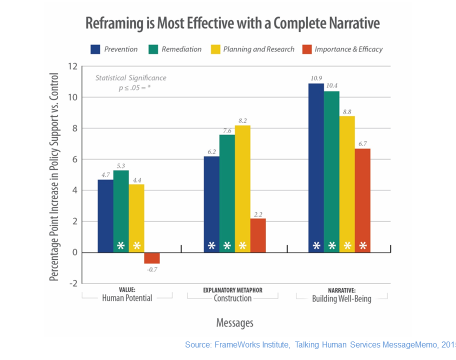 Reframing is Most Effective with a Complete Narrative
Prevention Remediation Planning and Research Importance & Efficacy
Percentage Point Increase in Policy Support vs. Control
12
10
8
6
4
2
0
-2
Statistical Significance
p ≤ .05 = *
4.7 5.3 4.4 -0.7
6.2 7.6 8.2 2.2
10.9 10.4 8.8 6.7
* * *
* * *
* * * *
VALUE:
Human Potential
EXPLANATORY METAPHOR
Construction
NARRATIVE:
Building Well-Being
Messages
Source: FrameWorks Institute, Talking Human Services MessageMemo,